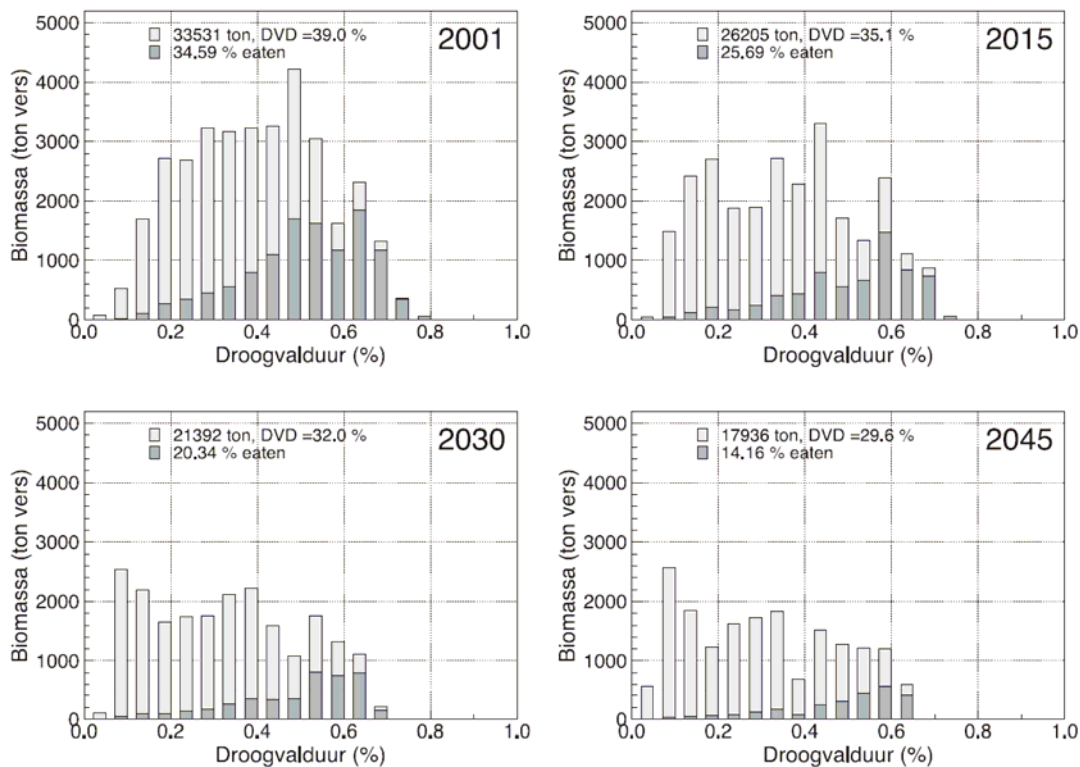 5000
4000
3000
2000
1000
0
Biomassa (ton vers)
33531 ton, DVD =39.0 %
34.59 % eaten
2001
0.0 0.2 0.4 0.6 0.8 1.0
Droogvalduur (%)
5000
4000
3000
2000
1000
0
Biomassa (ton vers)
26205 ton, DVD =35.1 %
25.69 % eaten
2015
0.0 0.2 0.4 0.6 0.8 1.0
Droogvalduur (%)
5000
4000
3000
2000
1000
0
Biomassa (ton vers)
21392 ton, DVD =32.0 %
20.34 % eaten
2030
0.0 0.2 0.4 0.6 0.8 1.0
Droogvalduur (%)
5000
4000
3000
2000
1000
0
Biomassa (ton vers)
17936 ton, DVD =29.6 %
14.16 % eaten
2045
0.0 0.2 0.4 0.6 0.8 1.0
Droogvalduur (%)